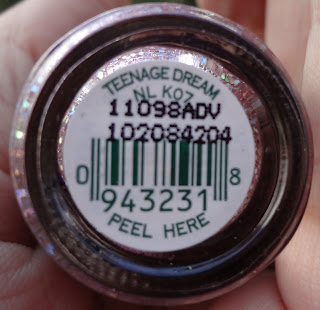 TEENAGE DREAM
NL K07
11098ADV
102084204
0 943231 8
PEEL HERE